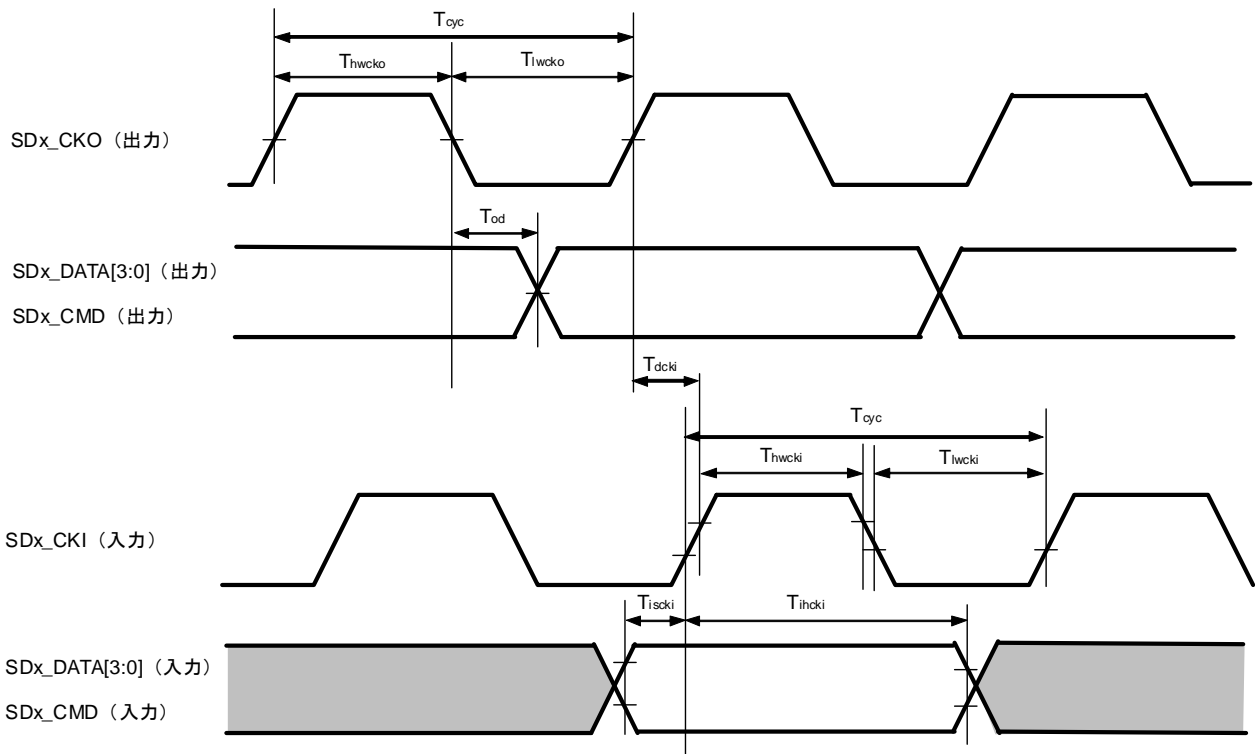 Tcyc
Thwcko
Tlwcko
SDx_CKO（出力）
Tod
SDx_DATA[3:0]（出力）
SDx_CMD（出力）
Tdcki
Tcyc
Thwcki
Tlwcki
SDx_CKI（入力）
Tiscki
Tihcki
SDx_DATA[3:0]（入力）
SDx_CMD（入力）